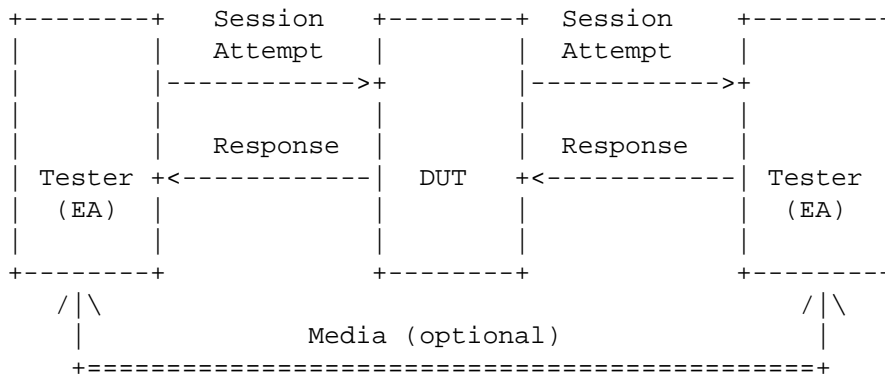 +--------+   Session   +--------+   Session   +--------
|        |   Attempt   |        |   Attempt   |
|        |------------>+        |------------>+
|        |             |        |             |
|        |   Response  |        |   Response  |
| Tester +<------------|  DUT   +<------------| Tester
|  (EA)  |             |        |             |  (EA)
|        |             |        |             |
+--------+             +--------+             +--------
   /|\                                            /|\
    |              Media (optional)                |
    +==============================================+